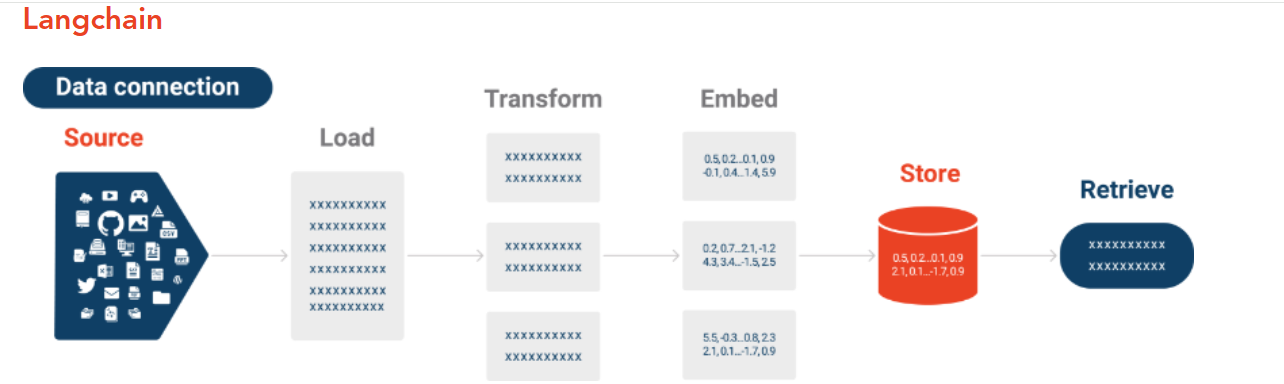 Langchain
Data connection
Source
Load
Transform
Embed
Store
Retrieve
CSV
XXXXXXXXXX
XXXXXXXXXX
XXXXXXXXXX
XXXXXXXXXX
XXXXXXXXXX
XXXXXXXXXX
XXXXXXXXXX
XXXXXXXXXX
XXXXXXXXXX
XXXXXXXXXX
XXXXXXXXXX
XXXXXXXXXX
0.5, 0.2...0.1, 0.9
-0.1, 0.4...1.4, 5.9
0.2, 0.7...2.1, -1.2
4.3, 3.4...-1.5, 2.5
5.5, -0.3...0.8, 2.3
2.1, 0.1...-1.7, 0.9
0.5, 0.2...0.1, 0.9
2.1, 0.1...-1.7, 0.9
XXXXXXXXXX
XXXXXXXXXX